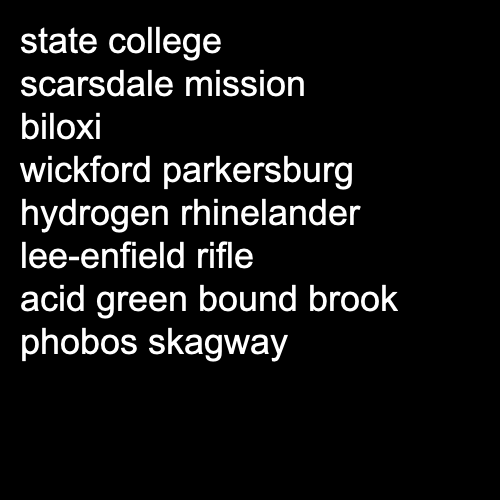 state college
scarsdale mission
biloxi
wickford parkersburg
hydrogen rhinelander
lee-enfield rifle
acid green bound brook
phobos skagway